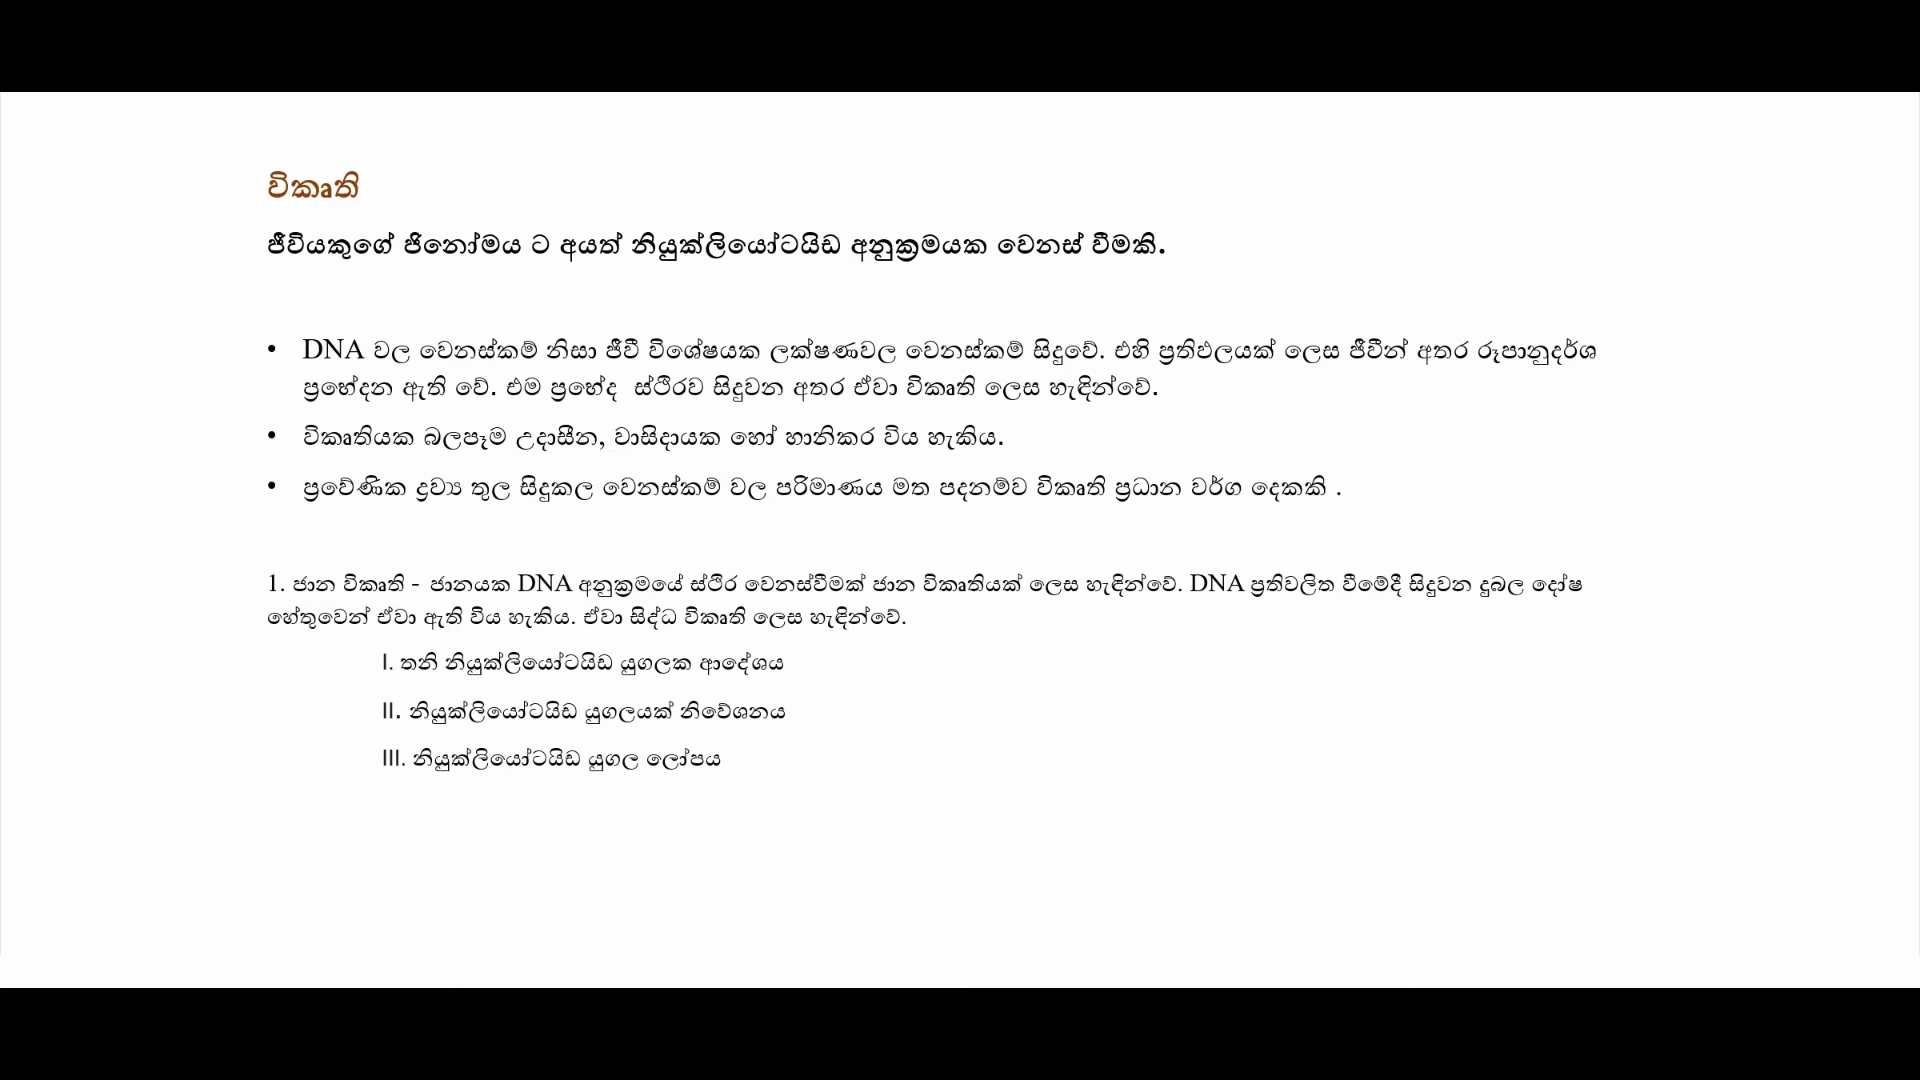 විකෘති
ජීවියකුගේ ජිනෝමය ට අයත් නියුක්ලියෝටයිඩ අනුක්‍රමයක වෙනස් වීමකි.
• DNA වල වෙනස්කම් නිසා ජීවී විශේෂයක ලක්ෂණවල වෙනස්කම් සිදුවේ. එහි ප්‍රතිඵලයක් ලෙස ජීවීන් අතර රූපානුදර්ශ
ප්‍රභේදන ඇති වේ. එම ප්‍රභේද  ස්ථිරව සිදුවන අතර ඒවා විකෘති ලෙස හැඳින්වේ.
• විකෘතියක බලපෑම උදාසීන, වාසිදායක හෝ හානිකර විය හැකිය.
• ප්‍රවේණික ද්‍රව්‍ය තුල සිදුකල වෙනස්කම් වල පරිමාණය මත පදනම්ව විකෘති ප්‍රධාන වර්ග දෙකකි .
1. ජාන විකෘති - ජානයක DNA අනුක්‍රමයේ ස්ථිර වෙනස්වීමක් ජාන විකෘතියක් ලෙස හැඳින්වේ. DNA ප්‍රතිවලිත වීමේදී සිදුවන දුබල දෝෂ
හේතුවෙන් ඒවා ඇති විය හැකිය. ඒවා සිද්ධ විකෘති ලෙස හැඳින්වේ.
I. තනි නියුක්ලියෝටයිඩ යුගලක ආදේශය
II. නියුක්ලියෝටයිඩ යුගලයක් නිවේශනය
III. නියුක්ලියෝටයිඩ යුගල ලෝපය